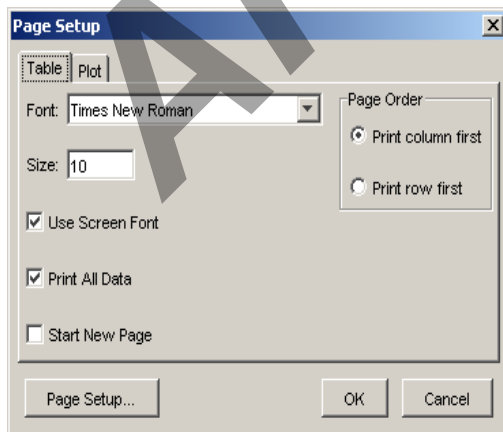 Page Setup
Table Plot
Font: Times New Roman
Size: 10
Use Screen Font
Print All Data
Start New Page
Page Order
Print column first
Print row first
Page Setup...
OK
Cancel